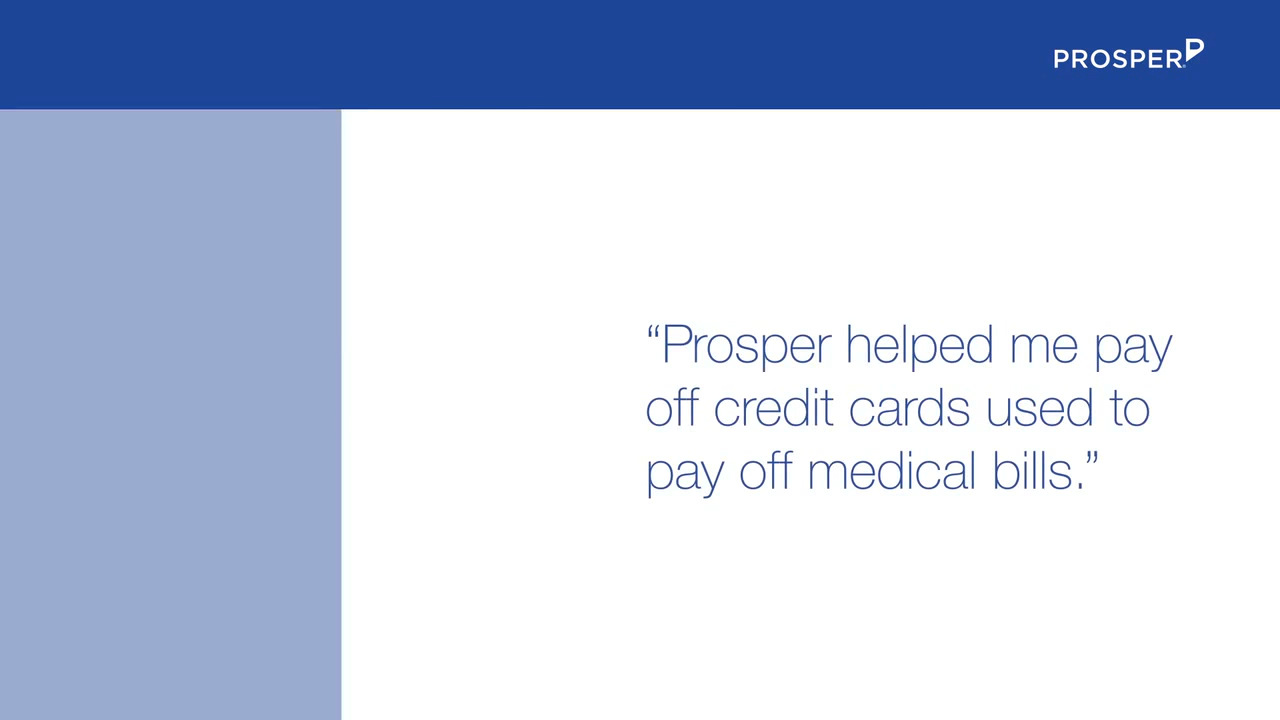 PROSPER
“Prosper helped me pay
off credit cards used to
pay off medical bills.”